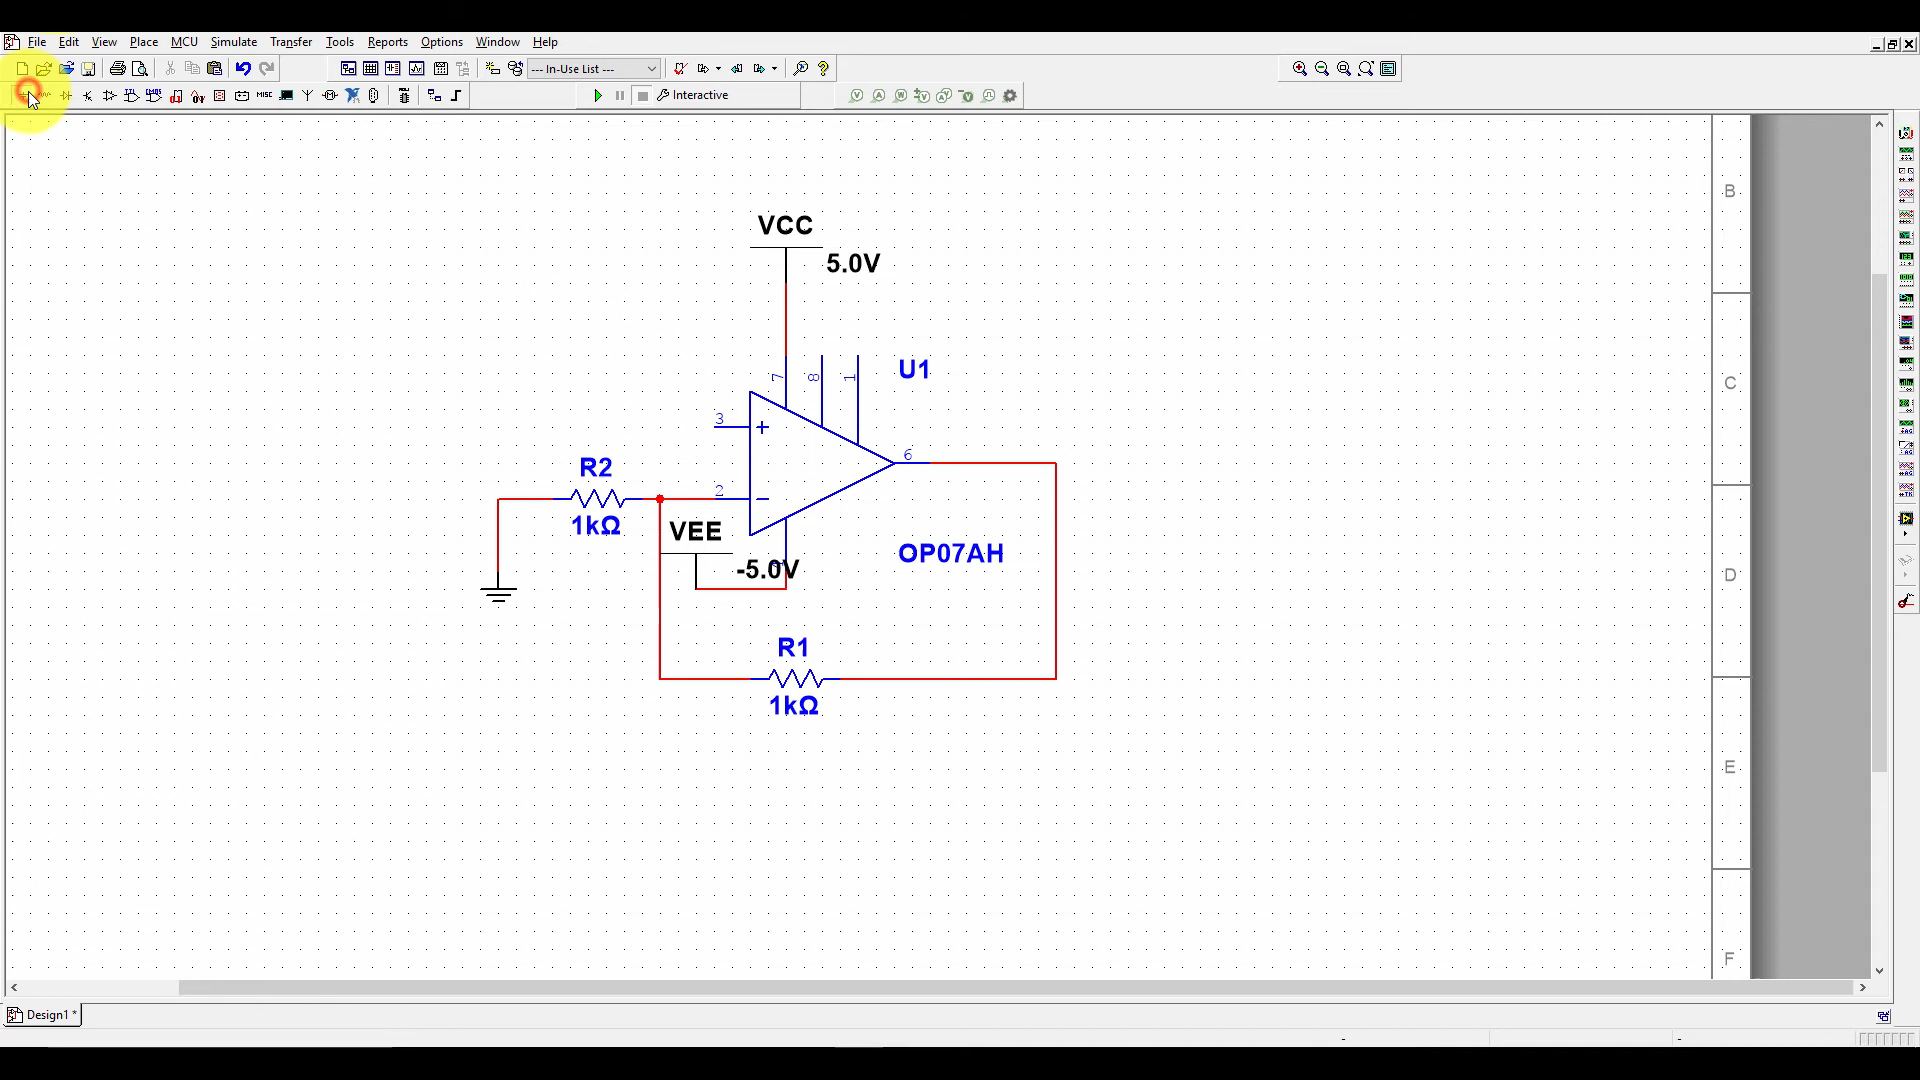 File Edit View Place MCU Simulate Transfer Tools Reports Options Window Help
--- In-Use List ---
MISC
Interactive
B
VCC
5.0V
U1
7 8 1
C
3
6
R2
2
1kΩ
VEE
-5.0V
OP07AH
D
R1
1kΩ
E
F
Design1 *
- -